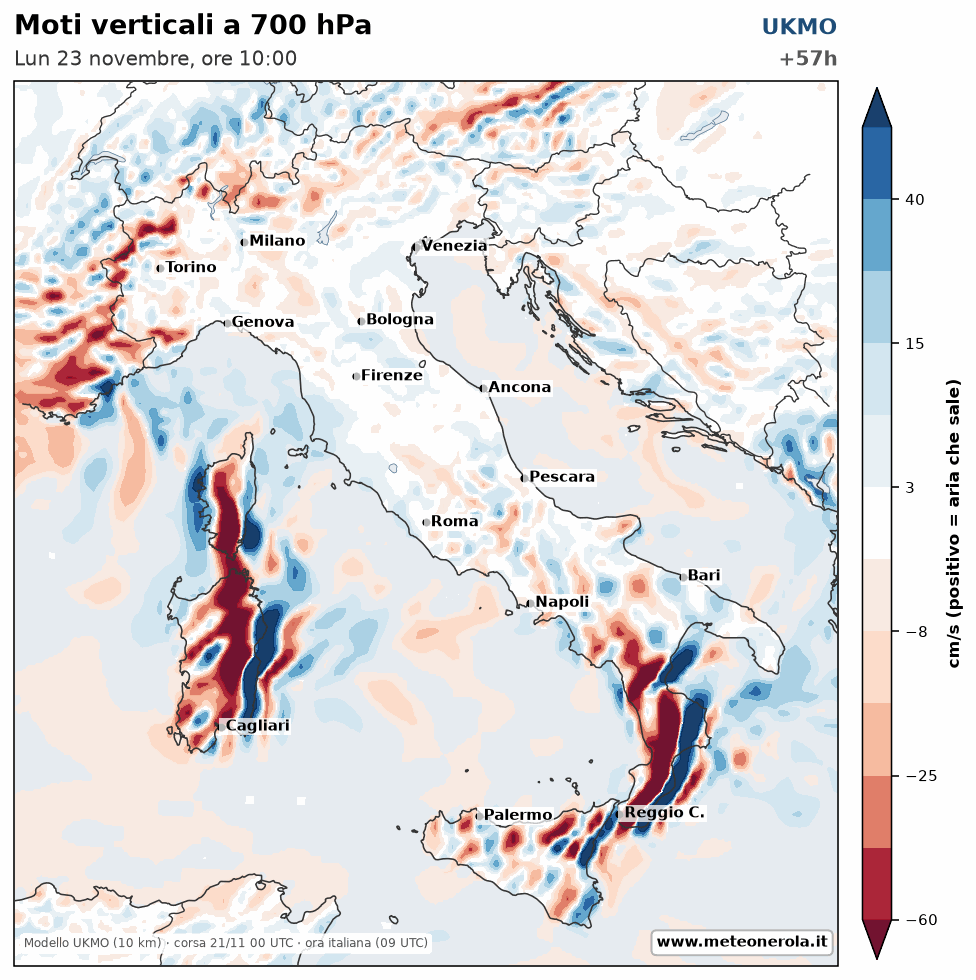 Moti verticali a 700 hPa
UKMO
Lun 23 novembre, ore 10:00
+57h
Milano
Venezia
Torino
Genova
Bologna
Firenze
Ancona
Pescara
Roma
Bari
Napoli
Cagliari
Palermo
Reggio C.
40
15
3
−8
−25
−60
cm/s (positivo = aria che sale)
Modello UKMO (10 km) · corsa 21/11 00 UTC · ora italiana (09 UTC)
www.meteonerola.it